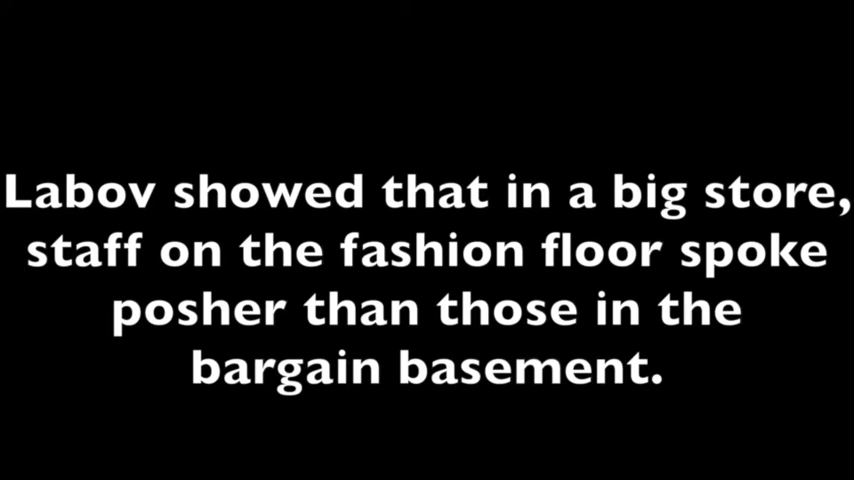 Labov showed that in a big store,
staff on the fashion floor spoke
posher than those in the
bargain basement.